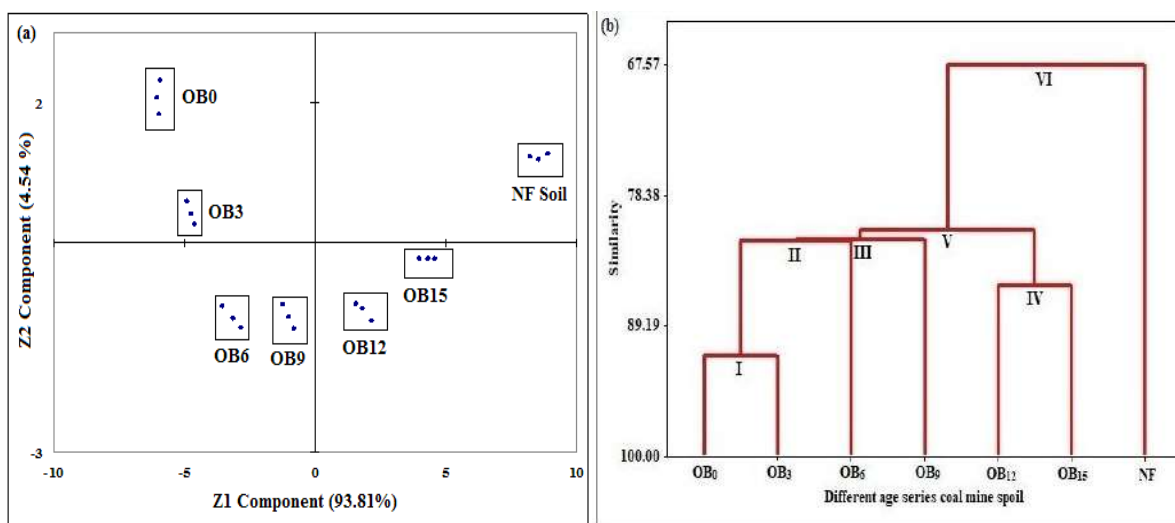 (a)
OB0
2
NF Soil
OB3
OB15
OB6
OB9
OB12
-3
-10
-5
0
5
10
Z2 Component (4.54 %)
Z1 Component (93.81%)
(b)
67.57
VI
78.38
V
II
III
IV
89.19
I
100.00
Similarity
OB₀
OB₃
OB₆
OB₉
OB₁₂
OB₁₅
NF
Different age series coal mine spoil